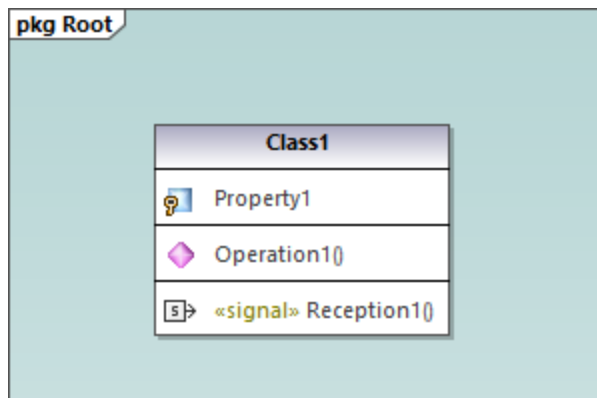 pkg Root
Class1
Property1
Operation1()
S
«signal» Reception1()